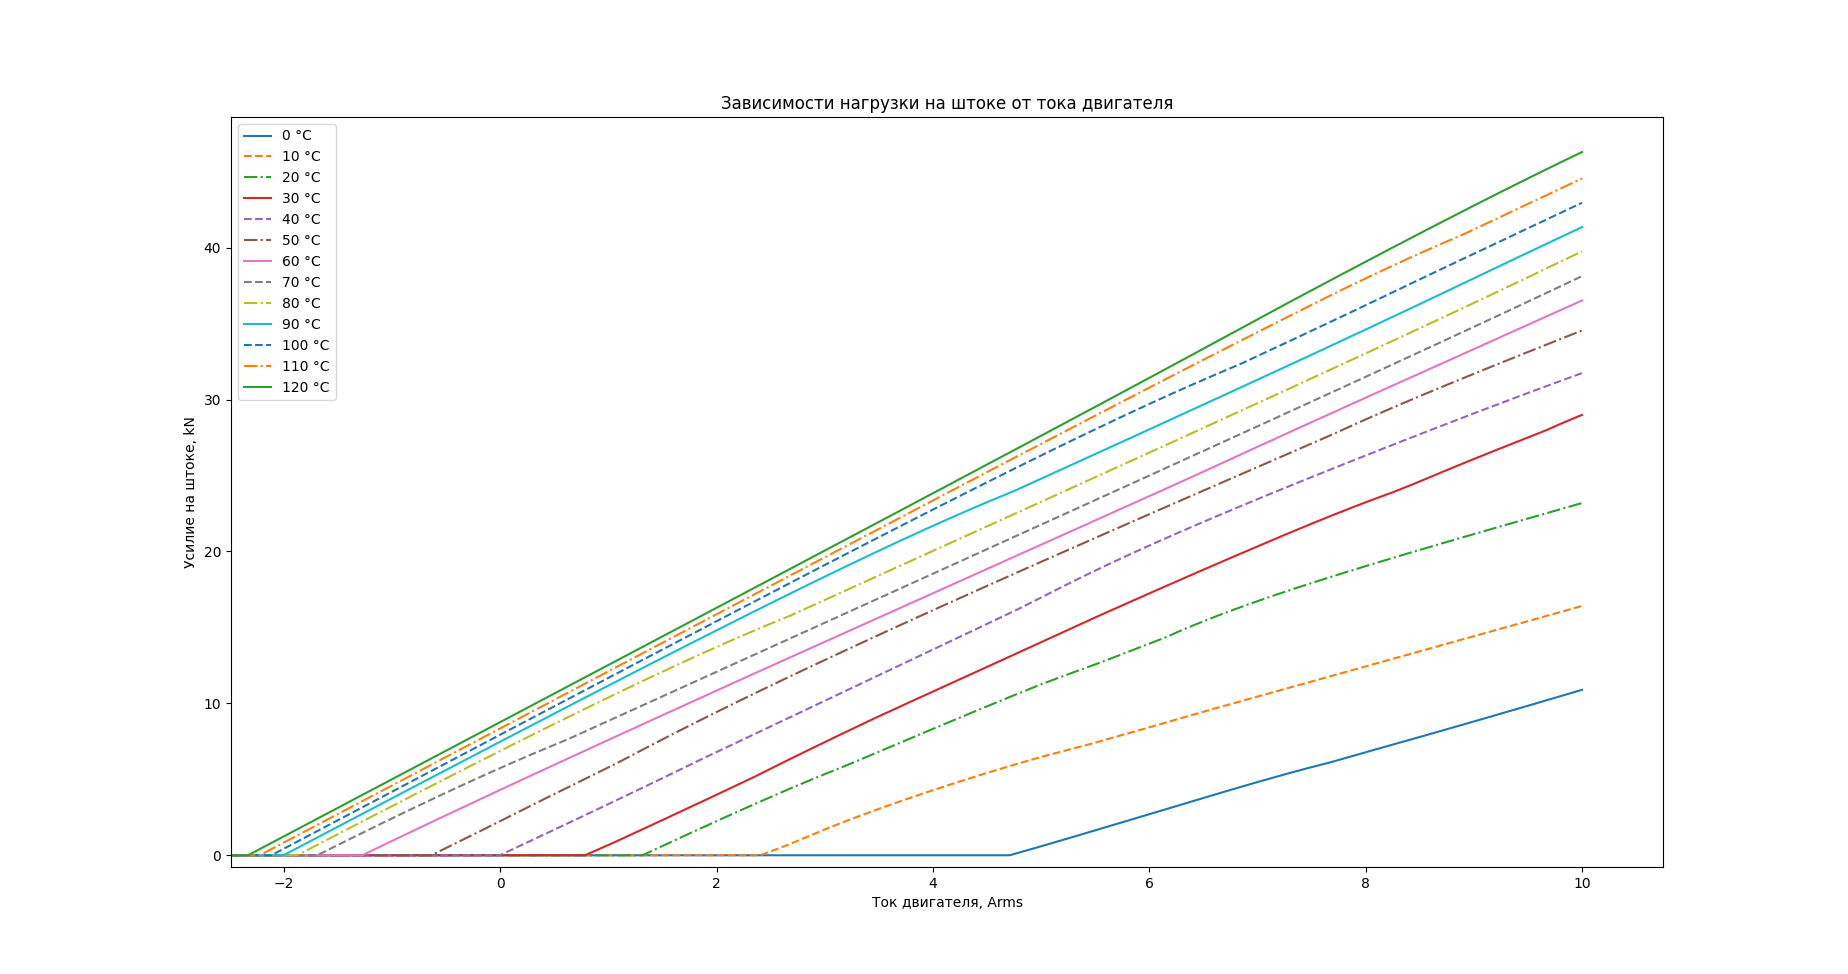 Зависимости нагрузки на штоке от тока двигателя
0 °C
10 °C
20 °C
30 °C
40 °C
50 °C
60 °C
70 °C
80 °C
90 °C
100 °C
110 °C
120 °C
Усилие на штоке, kN
40
30
20
10
0
−2
0
2
4
6
8
10
Ток двигателя, Arms